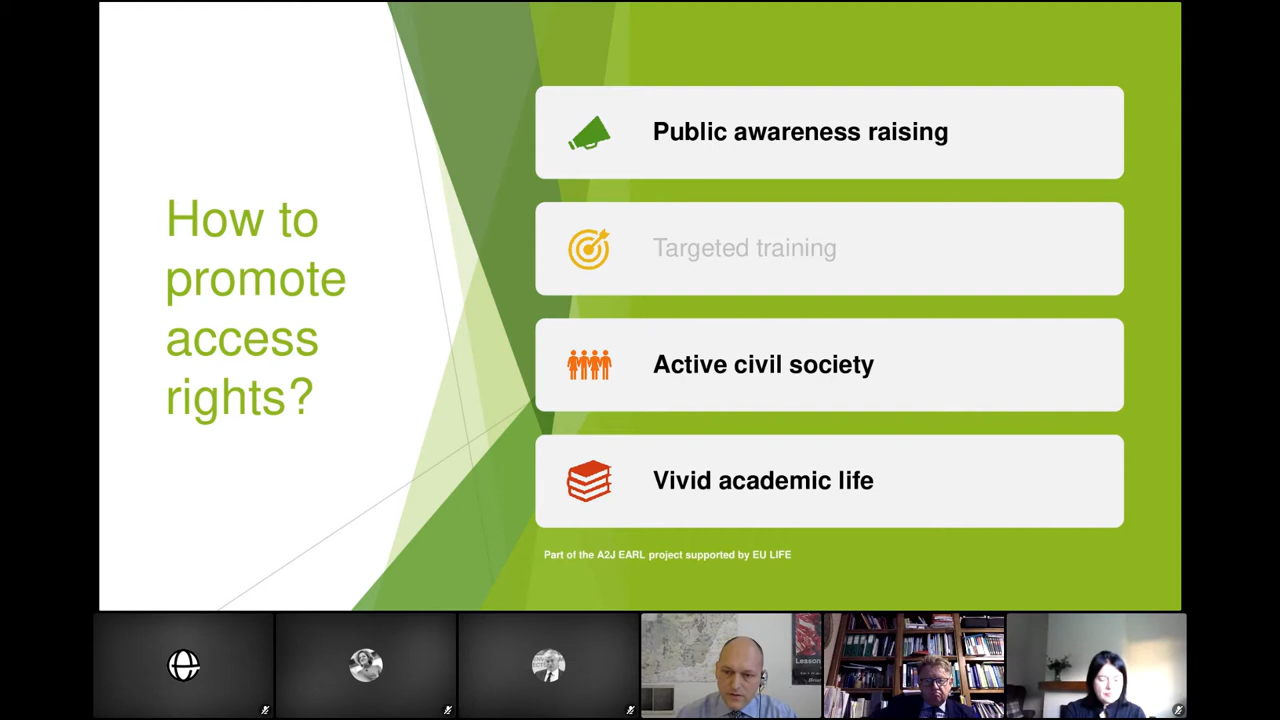 How to
promote
access
rights?
Public awareness raising
Targeted training
Active civil society
Vivid academic life
Part of the A2J EARL project supported by EU LIFE
Lesson